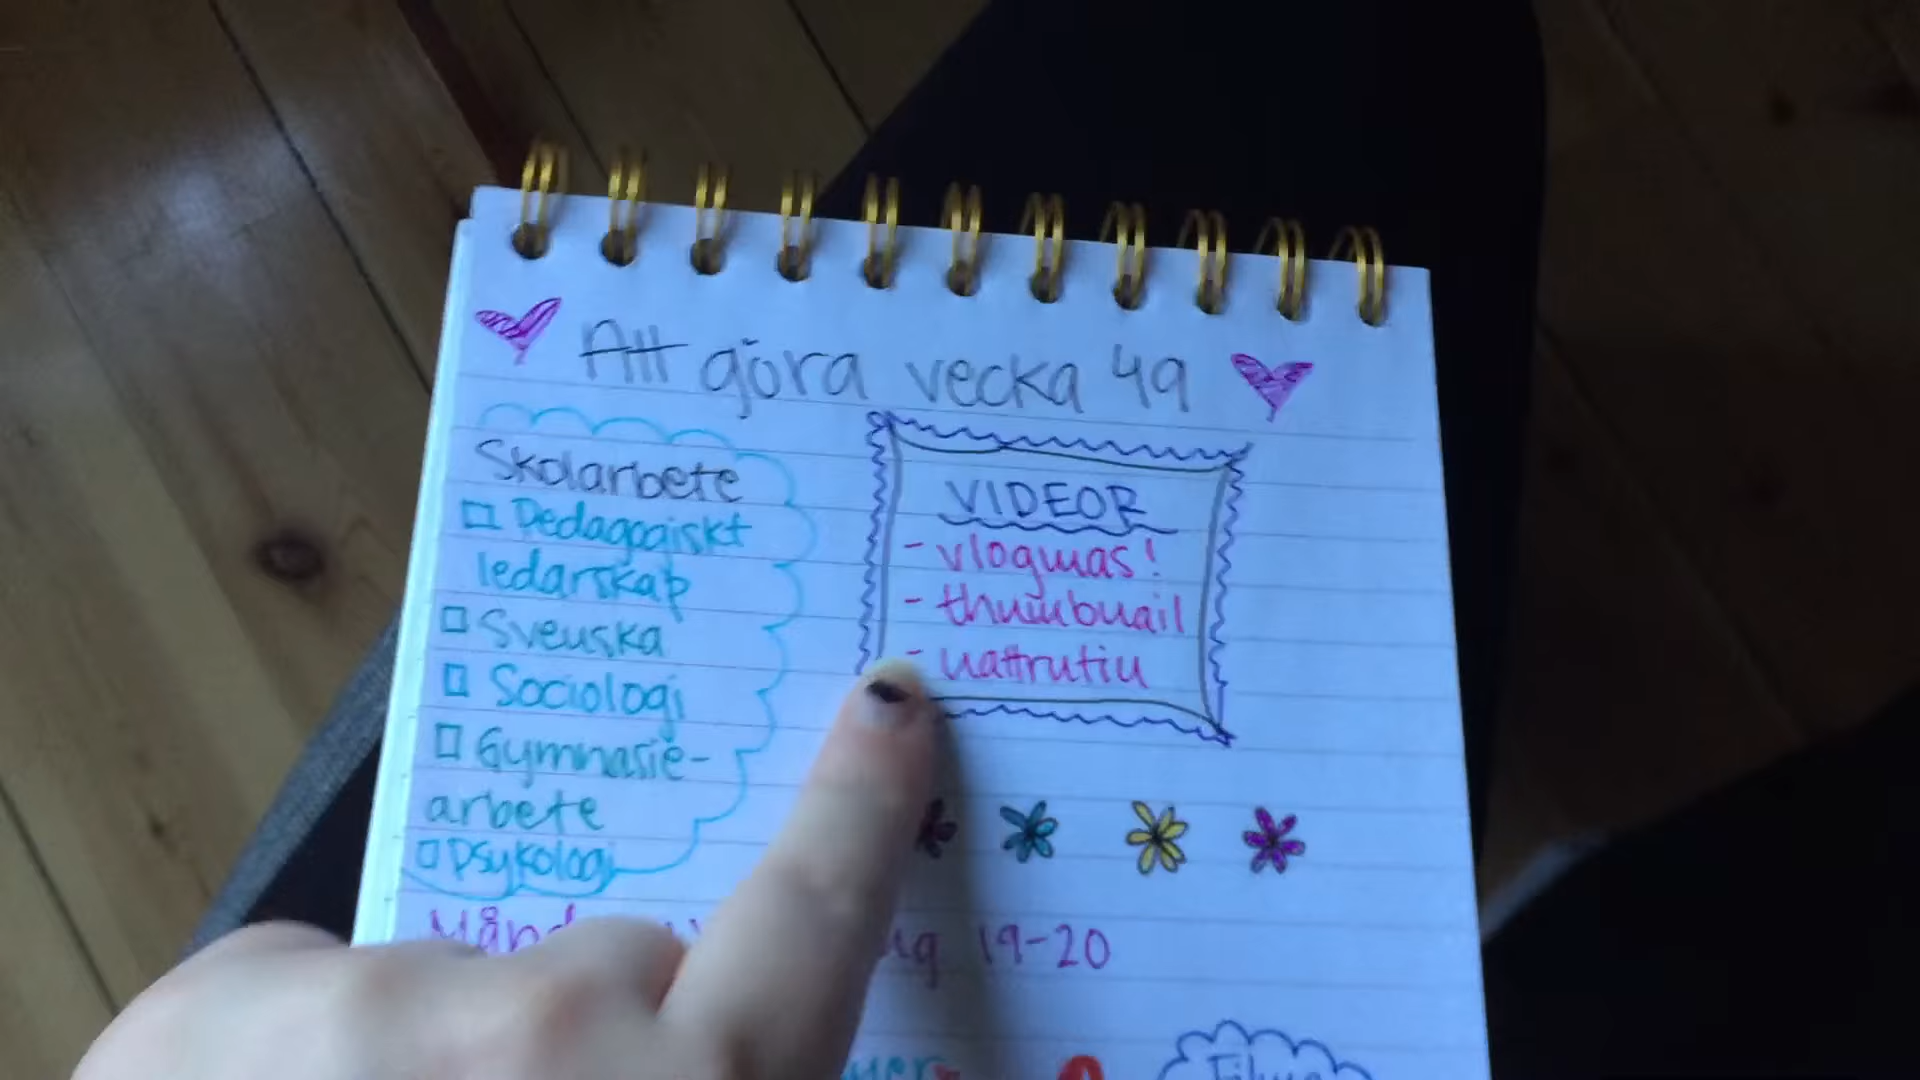 Att göra vecka 49
Skolarbete
Pedagogiskt
ledarskap
Svenska
Sociologi
Gymnasie-
arbete
Psykologi
VIDEOR
- vlogmas!
- thumbnail
- nattrutin
19-20